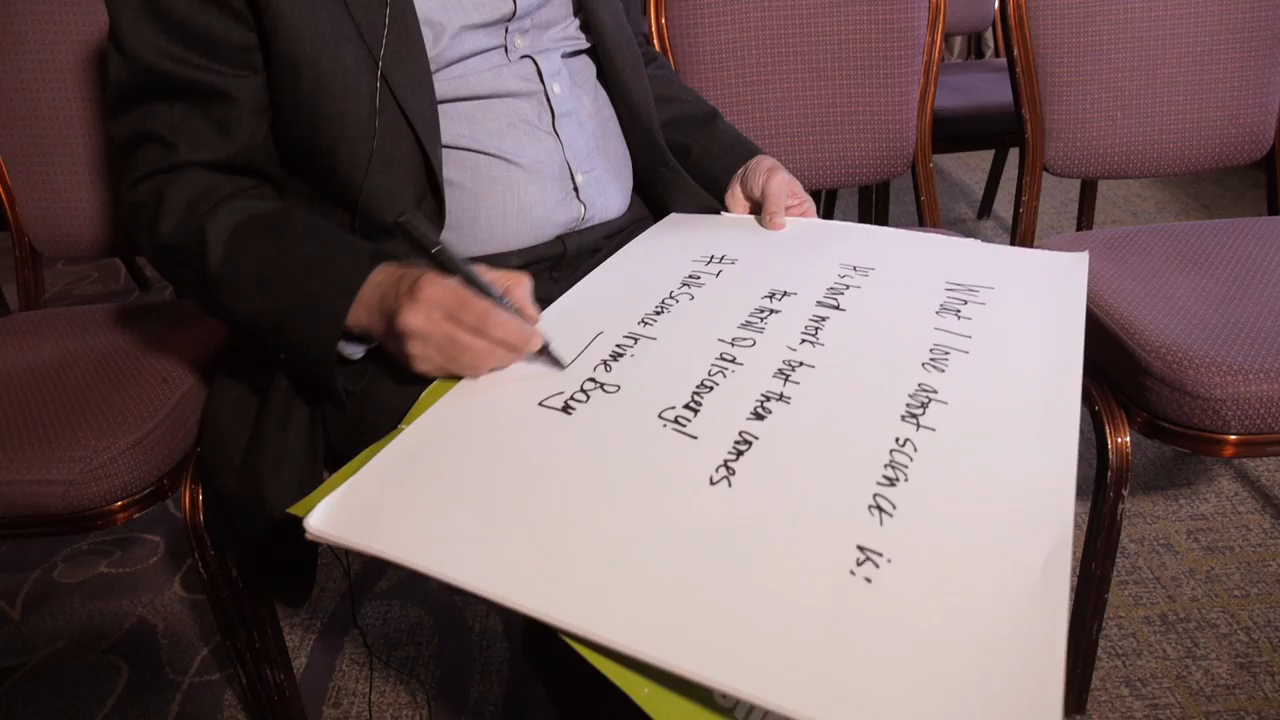 What I love about science is:
It's hard work, but then comes
the thrill of discovery!
#TalkScience Irvine Bay